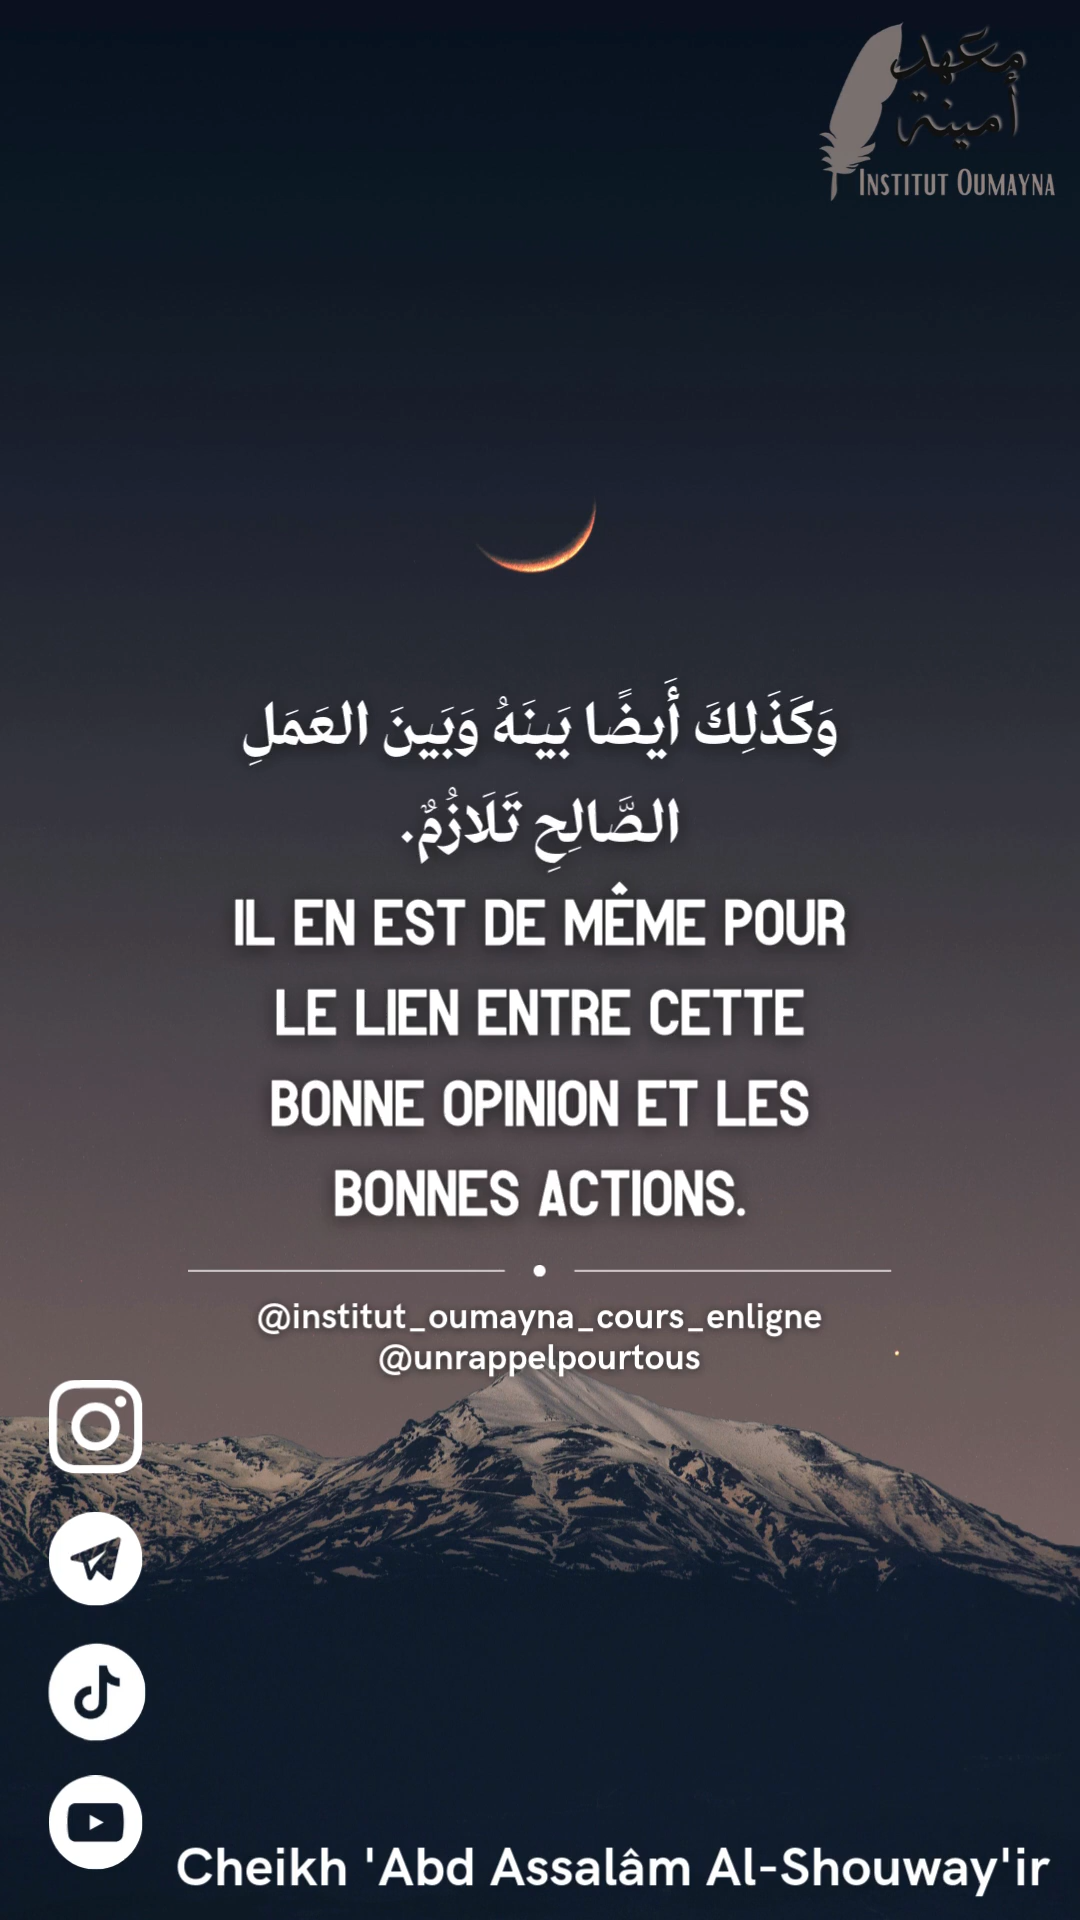 معهد
أمينة
INSTITUT OUMAYNA
وَكَذَلِكَ أَيضًا بَينَهُ وَبَينَ العَمَلِ
الصَّالِحِ تَلَازُمٌ.
IL EN EST DE MÊME POUR
LE LIEN ENTRE CETTE
BONNE OPINION ET LES
BONNES ACTIONS.
@institut_oumayna_cours_enligne
@unrappelpourtous
Cheikh 'Abd Assalâm Al-Shouway'ir